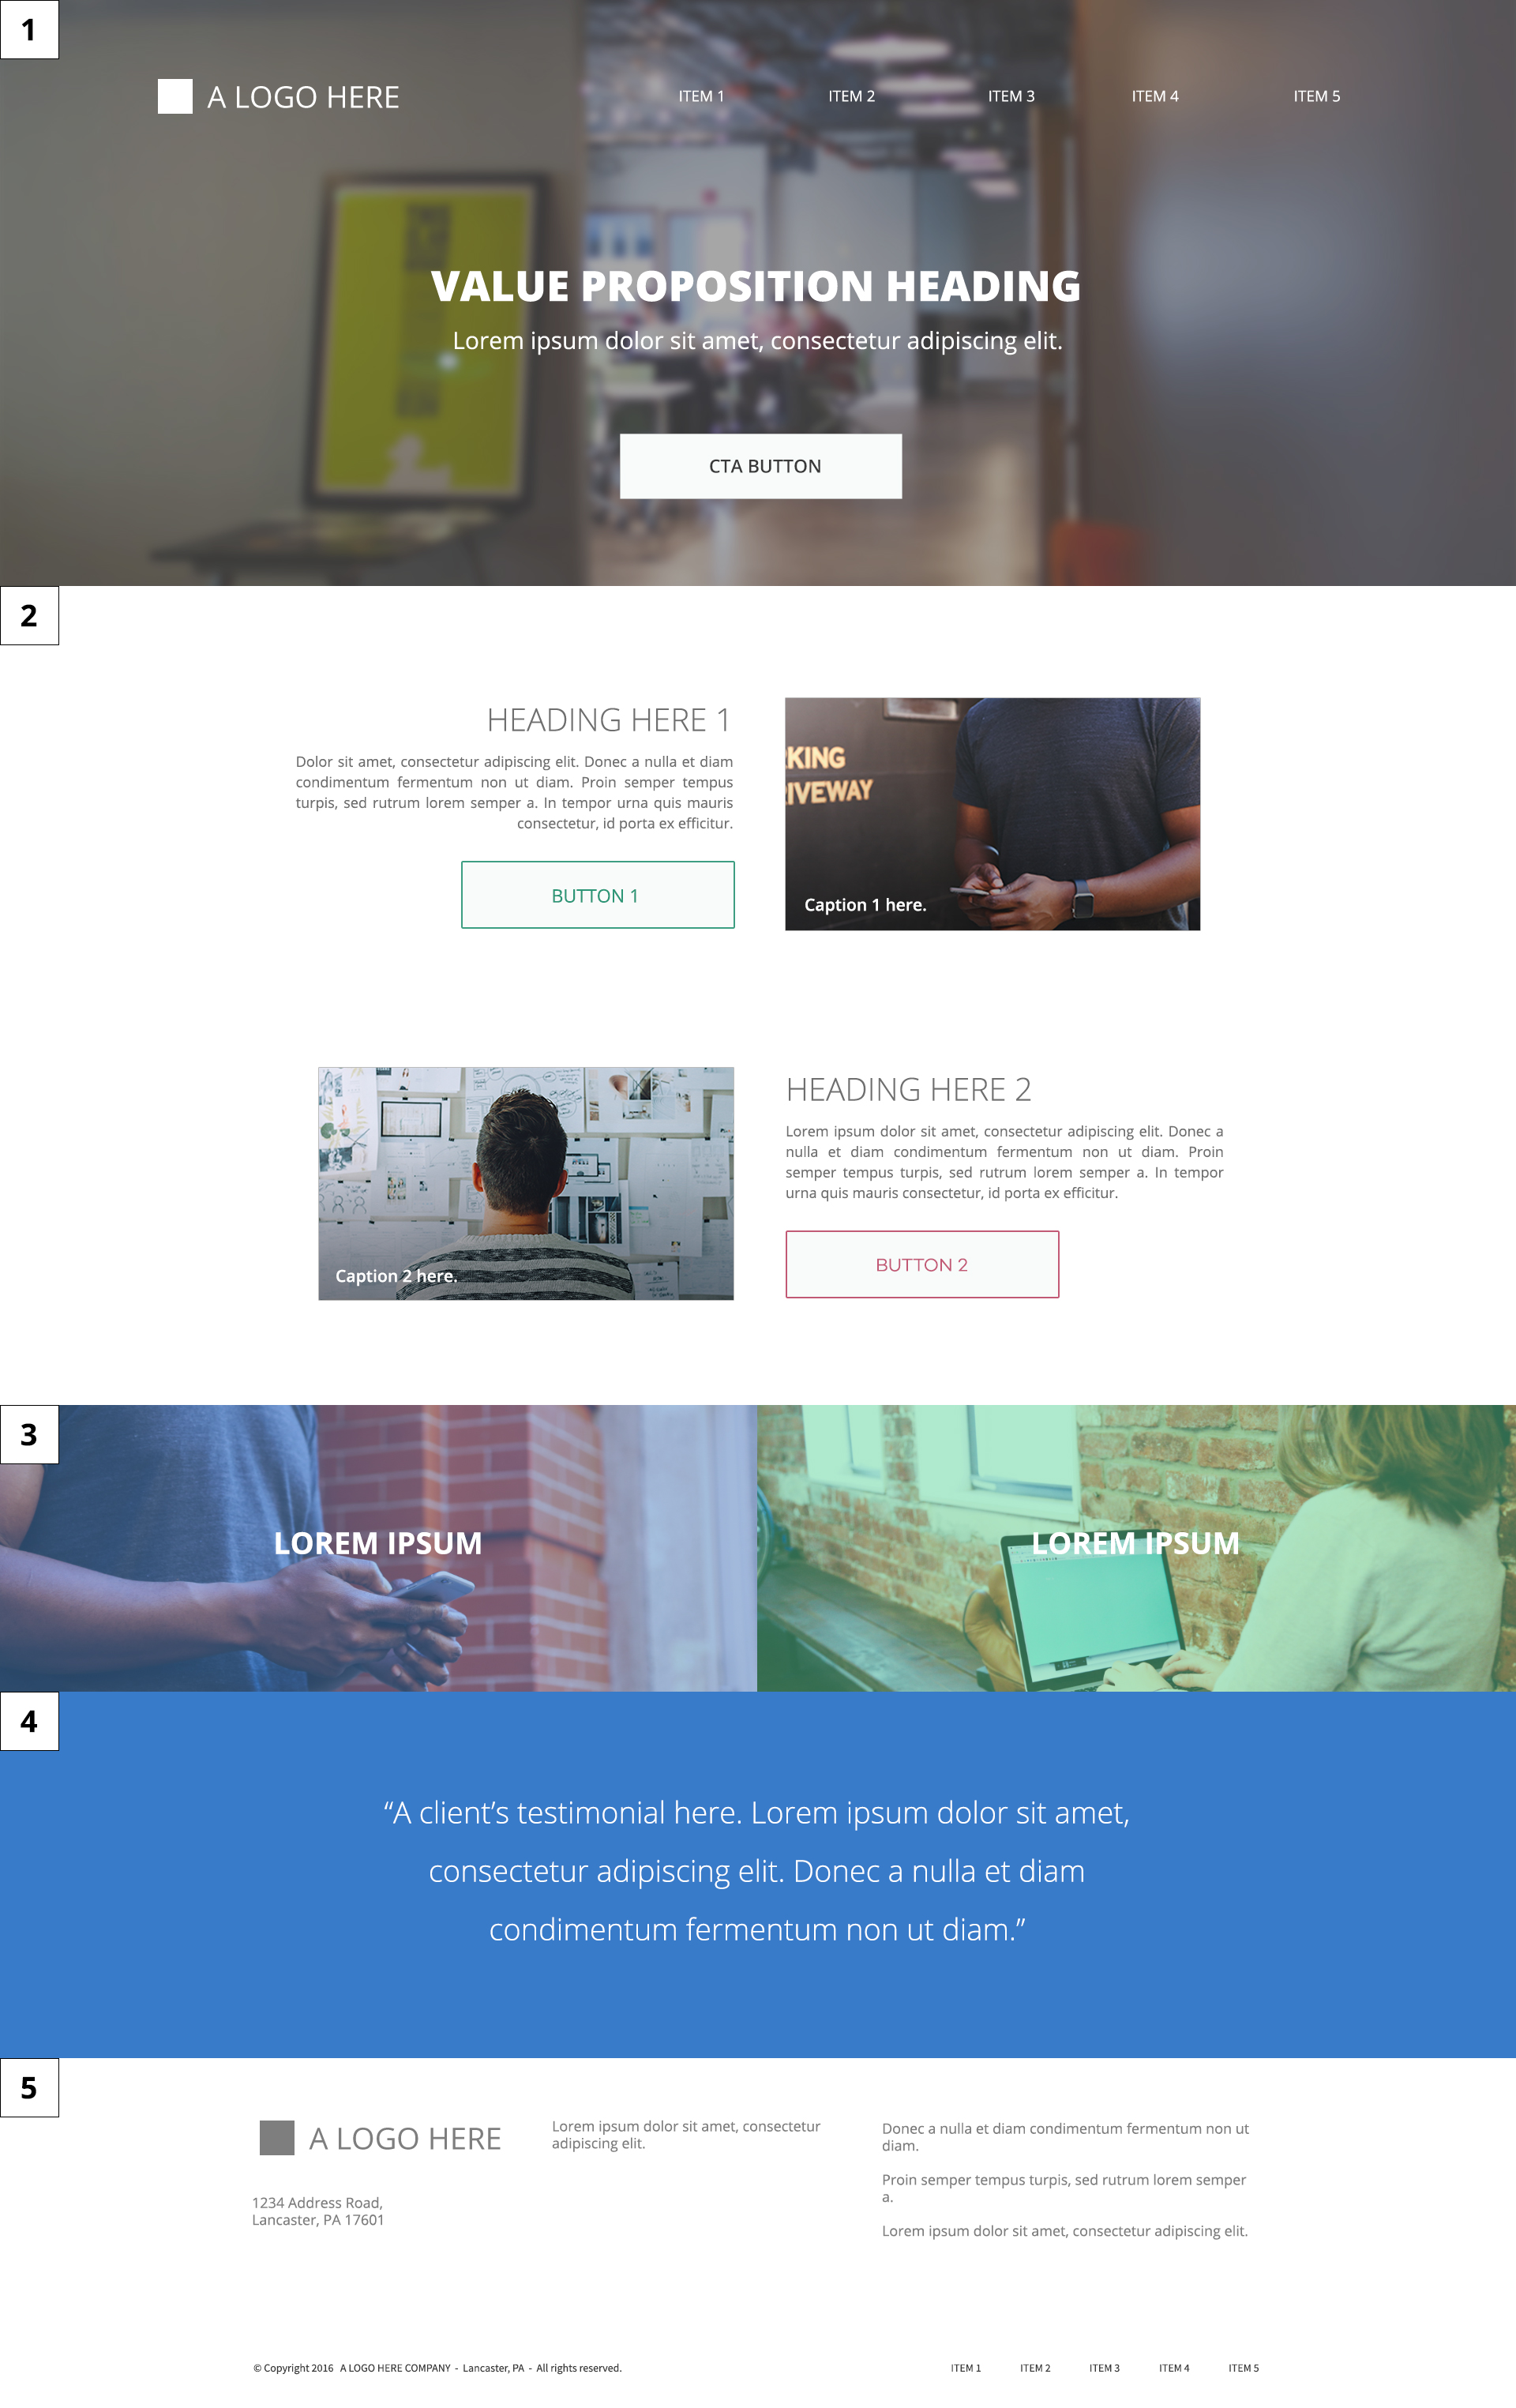 1
A LOGO HERE
ITEM 1 ITEM 2 ITEM 3 ITEM 4 ITEM 5
VALUE PROPOSITION HEADING
Lorem ipsum dolor sit amet, consectetur adipiscing elit.
CTA BUTTON
2
HEADING HERE 1
Dolor sit amet, consectetur adipiscing elit. Donec a nulla et diam
condimentum fermentum non ut diam. Proin semper tempus
turpis, sed rutrum lorem semper a. In tempor urna quis mauris
consectetur, id porta ex efficitur.
BUTTON 1
KING
IVEWAY
Caption 1 here.
Caption 2 here.
HEADING HERE 2
Lorem ipsum dolor sit amet, consectetur adipiscing elit. Donec a
nulla et diam condimentum fermentum non ut diam. Proin
semper tempus turpis, sed rutrum lorem semper a. In tempor
urna quis mauris consectetur, id porta ex efficitur.
BUTTON 2
3
LOREM IPSUM
LOREM IPSUM
4
“A client’s testimonial here. Lorem ipsum dolor sit amet,
consectetur adipiscing elit. Donec a nulla et diam
condimentum fermentum non ut diam.”
5
A LOGO HERE
1234 Address Road,
Lancaster, PA 17601
Lorem ipsum dolor sit amet, consectetur
adipiscing elit.
Donec a nulla et diam condimentum fermentum non ut
diam.
Proin semper tempus turpis, sed rutrum lorem semper
a.
Lorem ipsum dolor sit amet, consectetur adipiscing elit.
© Copyright 2016 A LOGO HERE COMPANY - Lancaster, PA - All rights reserved.
ITEM 1 ITEM 2 ITEM 3 ITEM 4 ITEM 5